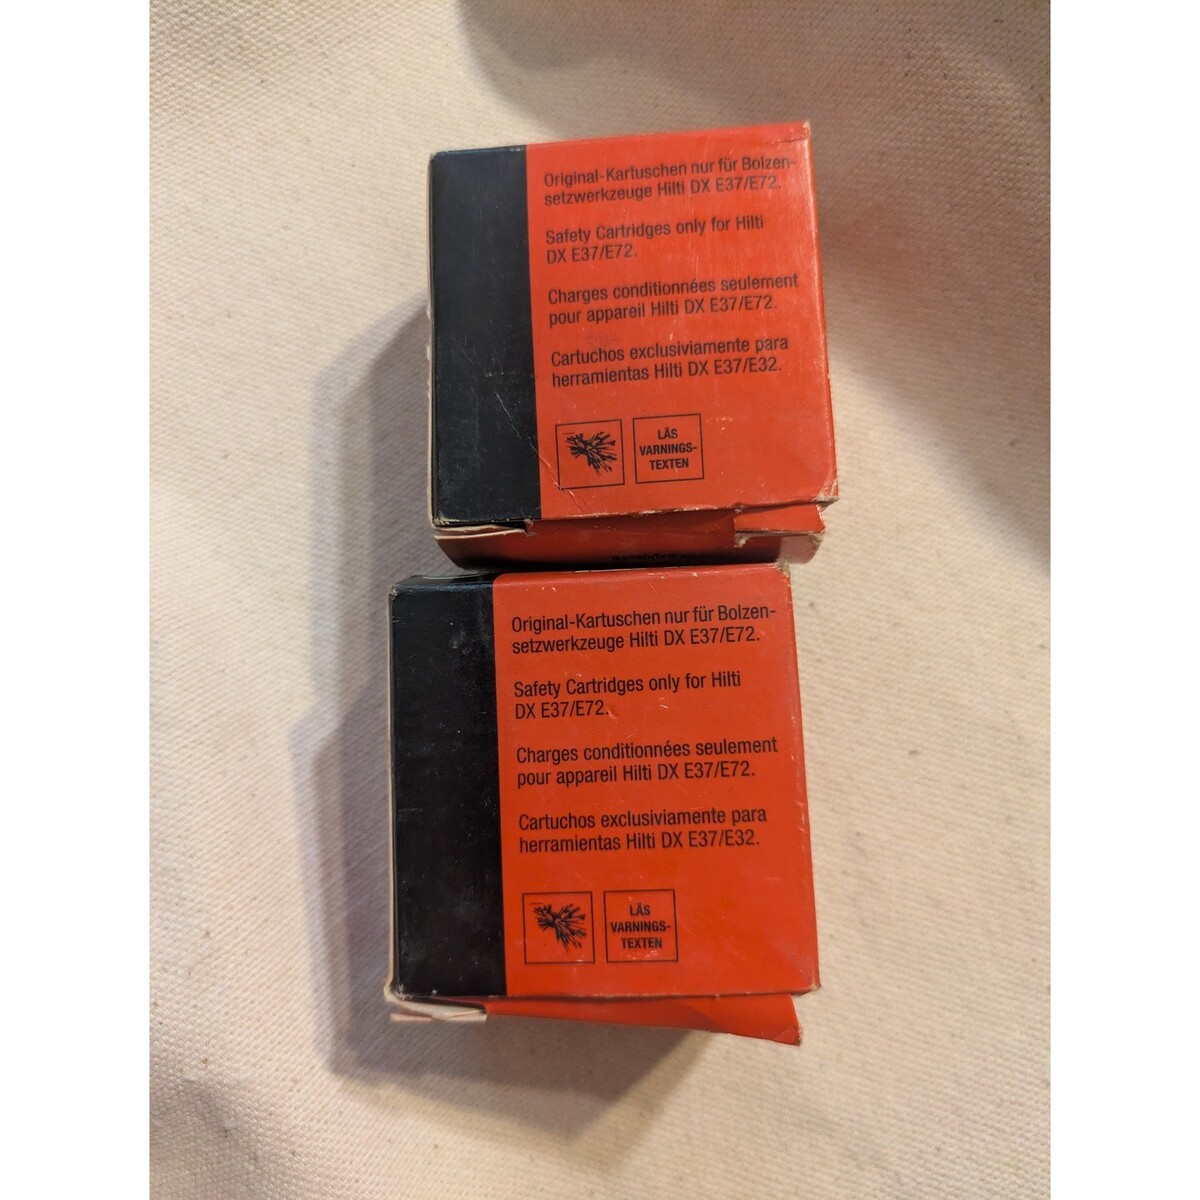 Original-Kartuschen nur für Bolzen-
setzwerkzeuge Hilti DX E37/E72.
Safety Cartridges only for Hilti
DX E37/E72.
Charges conditionnées seulement
pour appareil Hilti DX E37/E72.
Cartuchos exclusiviamente para
herramientas Hilti DX E37/E32.
LÄS
VARNINGS-
TEXTEN
Original-Kartuschen nur für Bolzen-
setzwerkzeuge Hilti DX E37/E72.
Safety Cartridges only for Hilti
DX E37/E72.
Charges conditionnées seulement
pour appareil Hilti DX E37/E72.
Cartuchos exclusiviamente para
herramientas Hilti DX E37/E32.
LÄS
VARNINGS-
TEXTEN